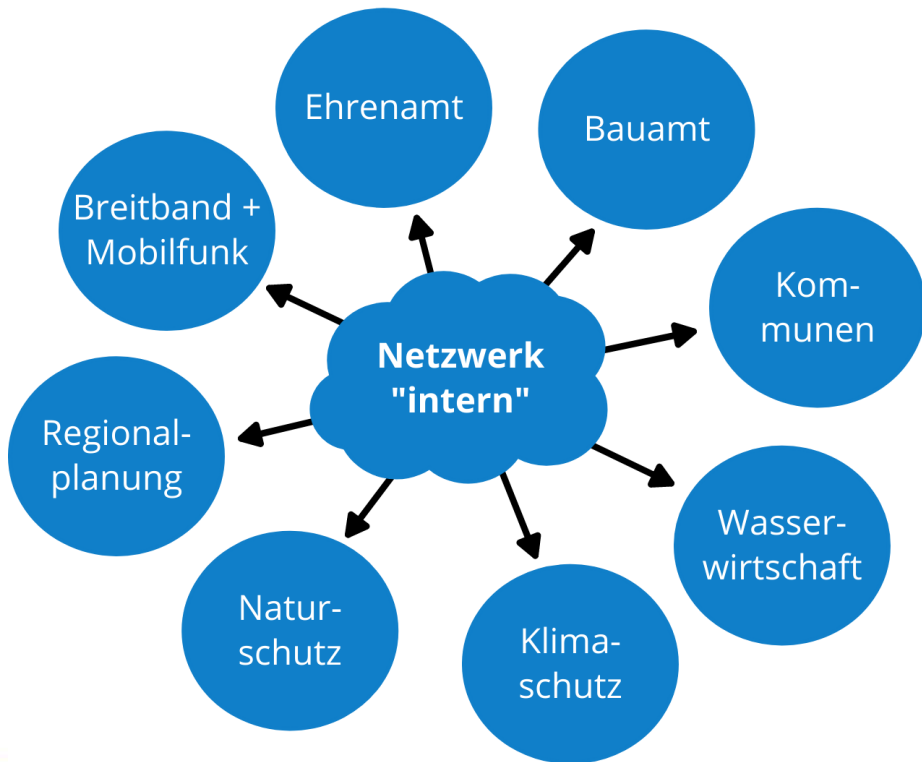 Ehrenamt
Bauamt
Breitband +
Mobilfunk
Kom-
munen
Netzwerk
"intern"
Regional-
planung
Wasser-
wirtschaft
Natur-
schutz
Klima-
schutz